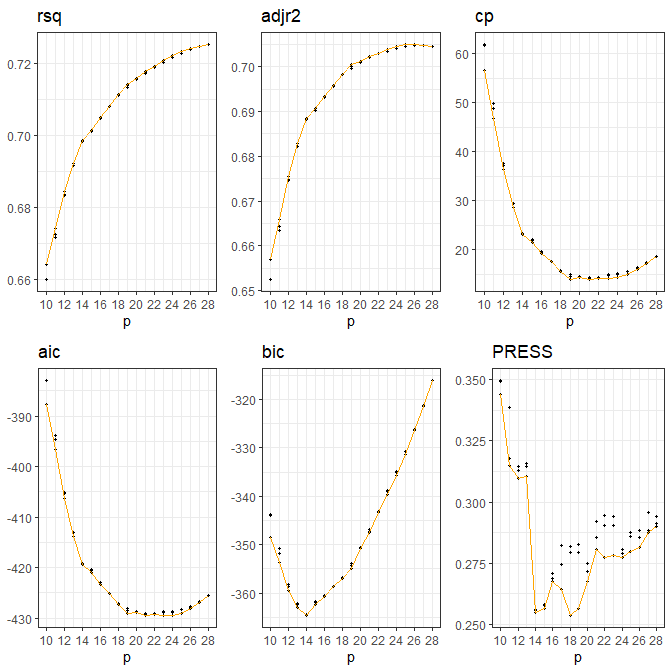 rsq
0.72
0.70
0.68
0.66
10 12 14 16 18 20 22 24 26 28
p
adjr2
0.70
0.69
0.68
0.67
0.66
0.65
10 12 14 16 18 20 22 24 26 28
p
cp
60
50
40
30
20
10 12 14 16 18 20 22 24 26 28
p
aic
-390
-400
-410
-420
-430
10 12 14 16 18 20 22 24 26 28
p
bic
-320
-330
-340
-350
-360
10 12 14 16 18 20 22 24 26 28
p
PRESS
0.350
0.325
0.300
0.275
0.250
10 12 14 16 18 20 22 24 26 28
p